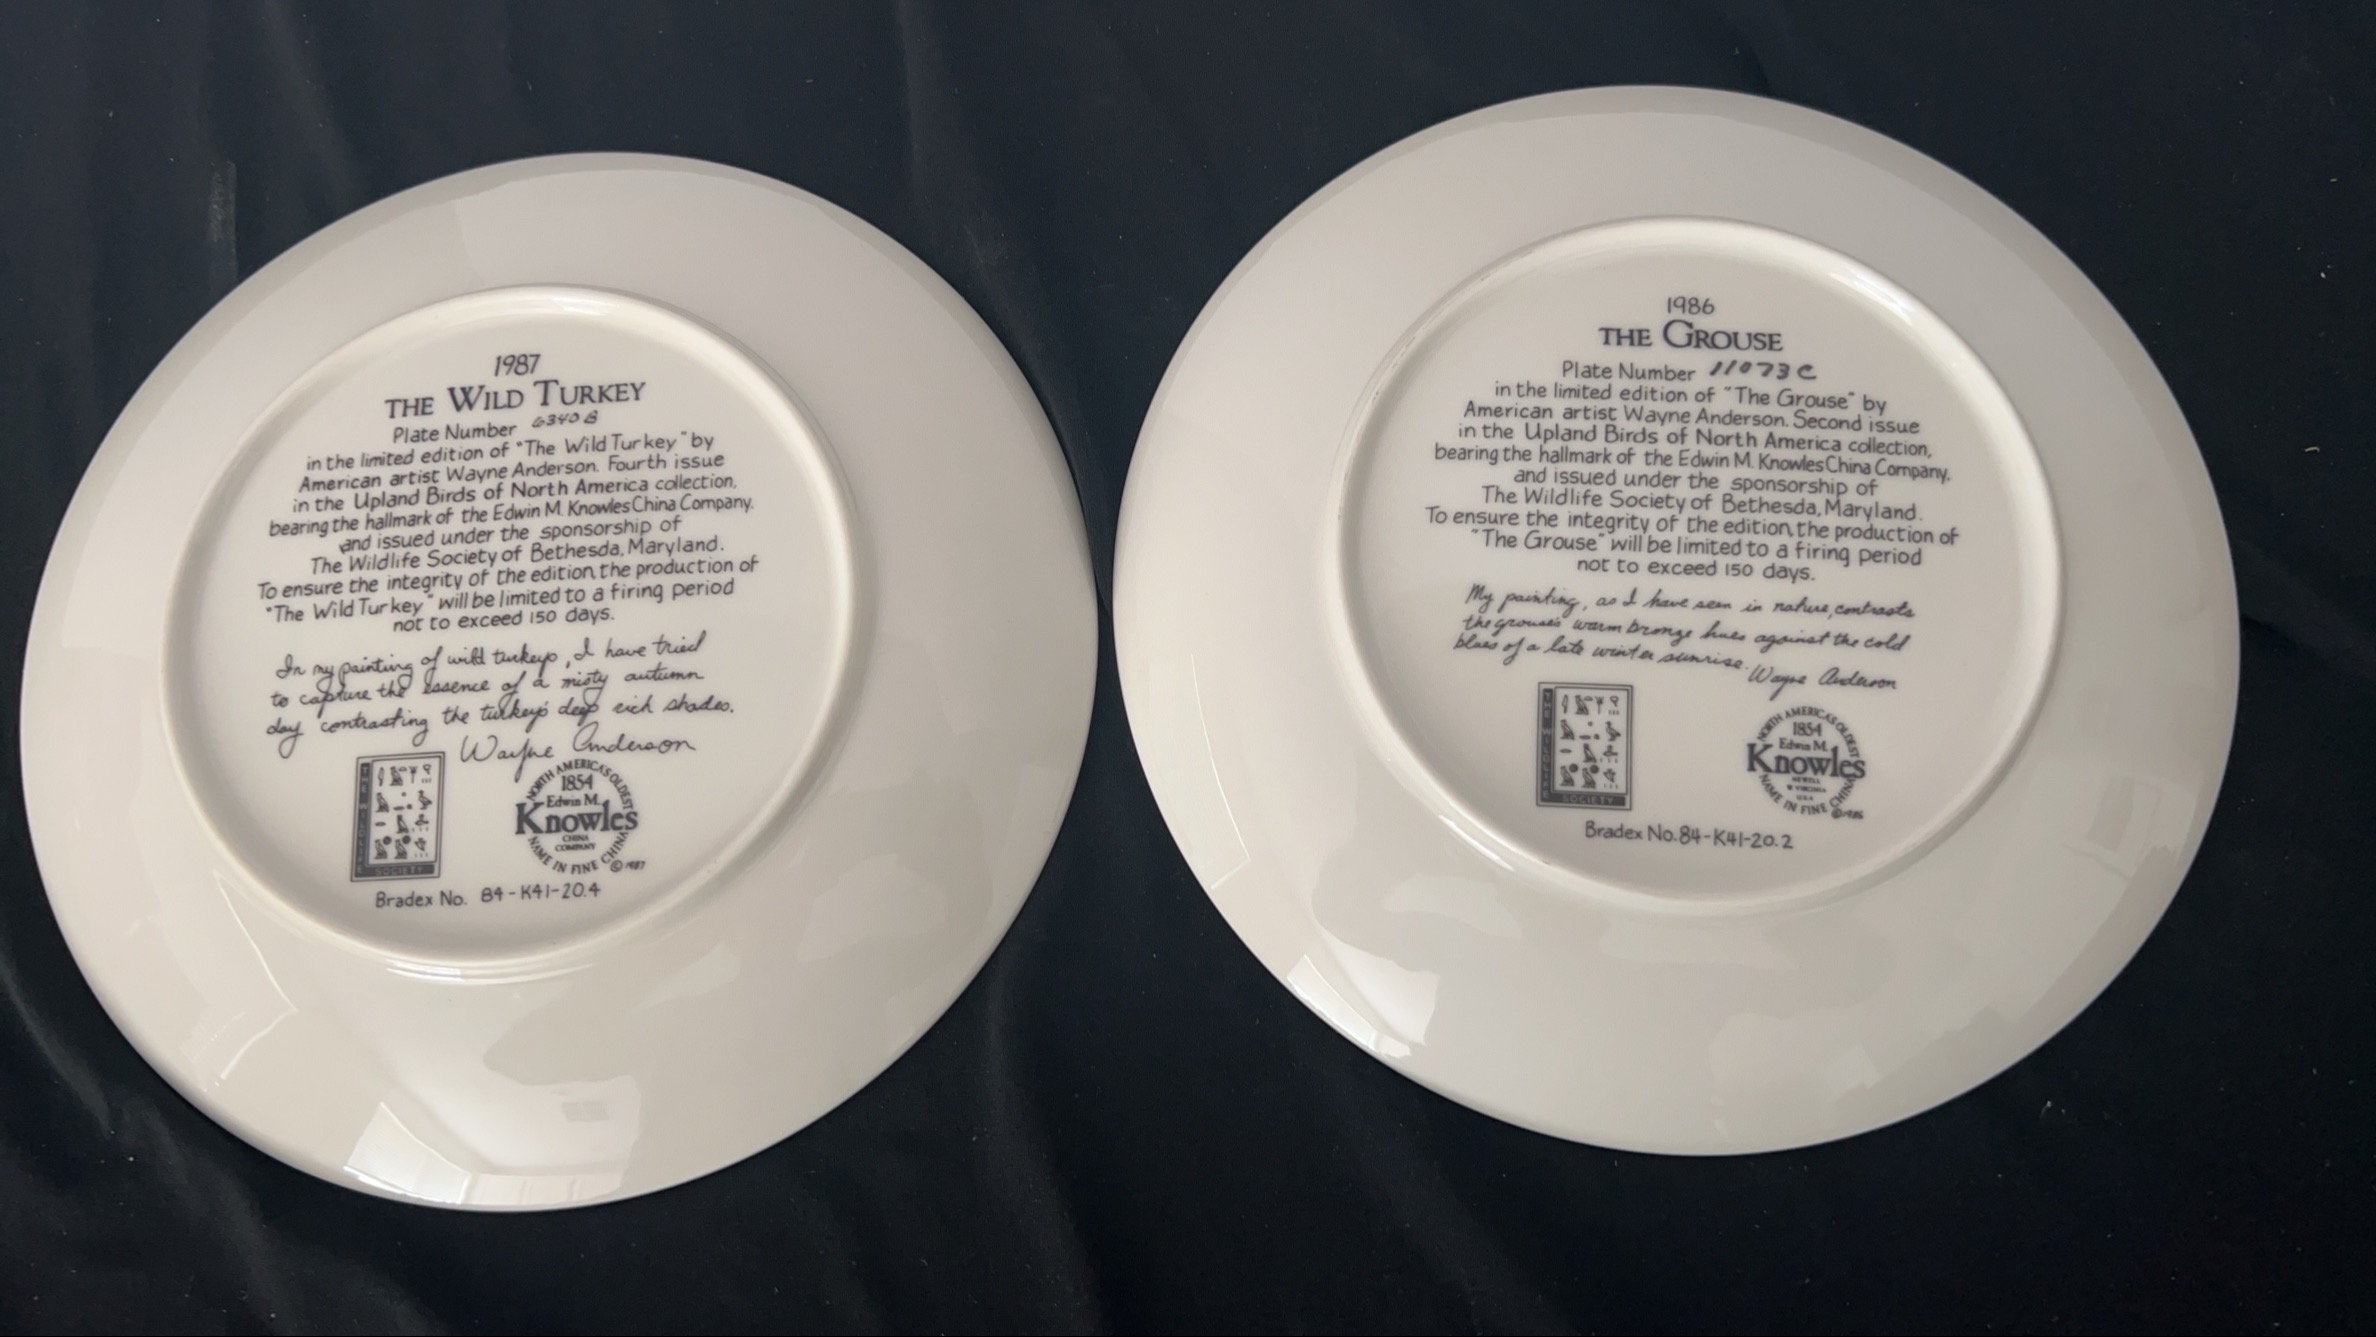 1987
THE WILD TURKEY
Plate Number 6340 B
in the limited edition of "The Wild Turkey" by
American artist Wayne Anderson. Fourth issue
in the Upland Birds of North America collection,
bearing the hallmark of the Edwin M. Knowles China Company.
and issued under the sponsorship of
The Wildlife Society of Bethesda, Maryland.
To ensure the integrity of the edition, the production of
"The Wild Turkey" will be limited to a firing period
not to exceed 150 days.
In my painting of wild turkeys, I have tried
to capture the essence of a misty autumn
day contrasting the turkey's deep rich shades.
Wayne Anderson
THE WILDLIFE
SOCIETY
NORTH AMERICA'S OLDEST
1854
Edwin M.
Knowles
CHINA
COMPANY
NAME IN FINE CHINA
© 1987
Bradex No. 84-K41-20.4
1986
THE GROUSE
Plate Number 11073C
in the limited edition of "The Grouse" by
American artist Wayne Anderson. Second issue
in the Upland Birds of North America collection,
bearing the hallmark of the Edwin M. Knowles China Company,
and issued under the sponsorship of
The Wildlife Society of Bethesda, Maryland.
To ensure the integrity of the edition, the production of
"The Grouse" will be limited to a firing period
not to exceed 150 days.
My painting, as I have seen in nature, contrasts
the grouse's warm bronze hues against the cold
blues of a late winter sunrise. Wayne Anderson
THE WILDLIFE
SOCIETY
NORTH AMERICA'S OLDEST
1854
Edwin M.
Knowles
NEWELL
W. VIRGINIA
U.S.A.
NAME IN FINE CHINA
Bradex No. 84-K41-20.2